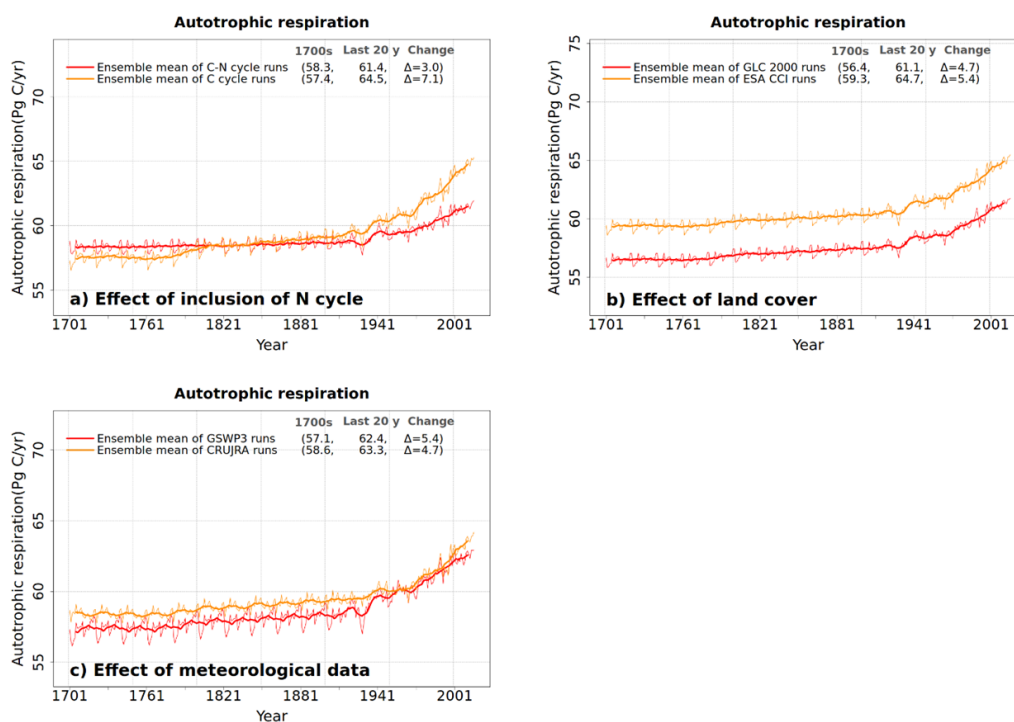 Autotrophic respiration
1700s Last 20 y Change
Ensemble mean of C-N cycle runs (58.3, 61.4, Δ=3.0)
Ensemble mean of C cycle runs (57.4, 64.5, Δ=7.1)
Autotrophic respiration(Pg C/yr)
70
65
60
55
a) Effect of inclusion of N cycle
1701 1761 1821 1881 1941 2001
Year
Autotrophic respiration
1700s Last 20 y Change
Ensemble mean of GLC 2000 runs (56.4, 61.1, Δ=4.7)
Ensemble mean of ESA CCI runs (59.3, 64.7, Δ=5.4)
Autotrophic respiration(Pg C/yr)
75
70
65
60
55
b) Effect of land cover
1701 1761 1821 1881 1941 2001
Year
Autotrophic respiration
1700s Last 20 y Change
Ensemble mean of GSWP3 runs (57.1, 62.4, Δ=5.4)
Ensemble mean of CRUJRA runs (58.6, 63.3, Δ=4.7)
Autotrophic respiration(Pg C/yr)
70
65
60
55
c) Effect of meteorological data
1701 1761 1821 1881 1941 2001
Year